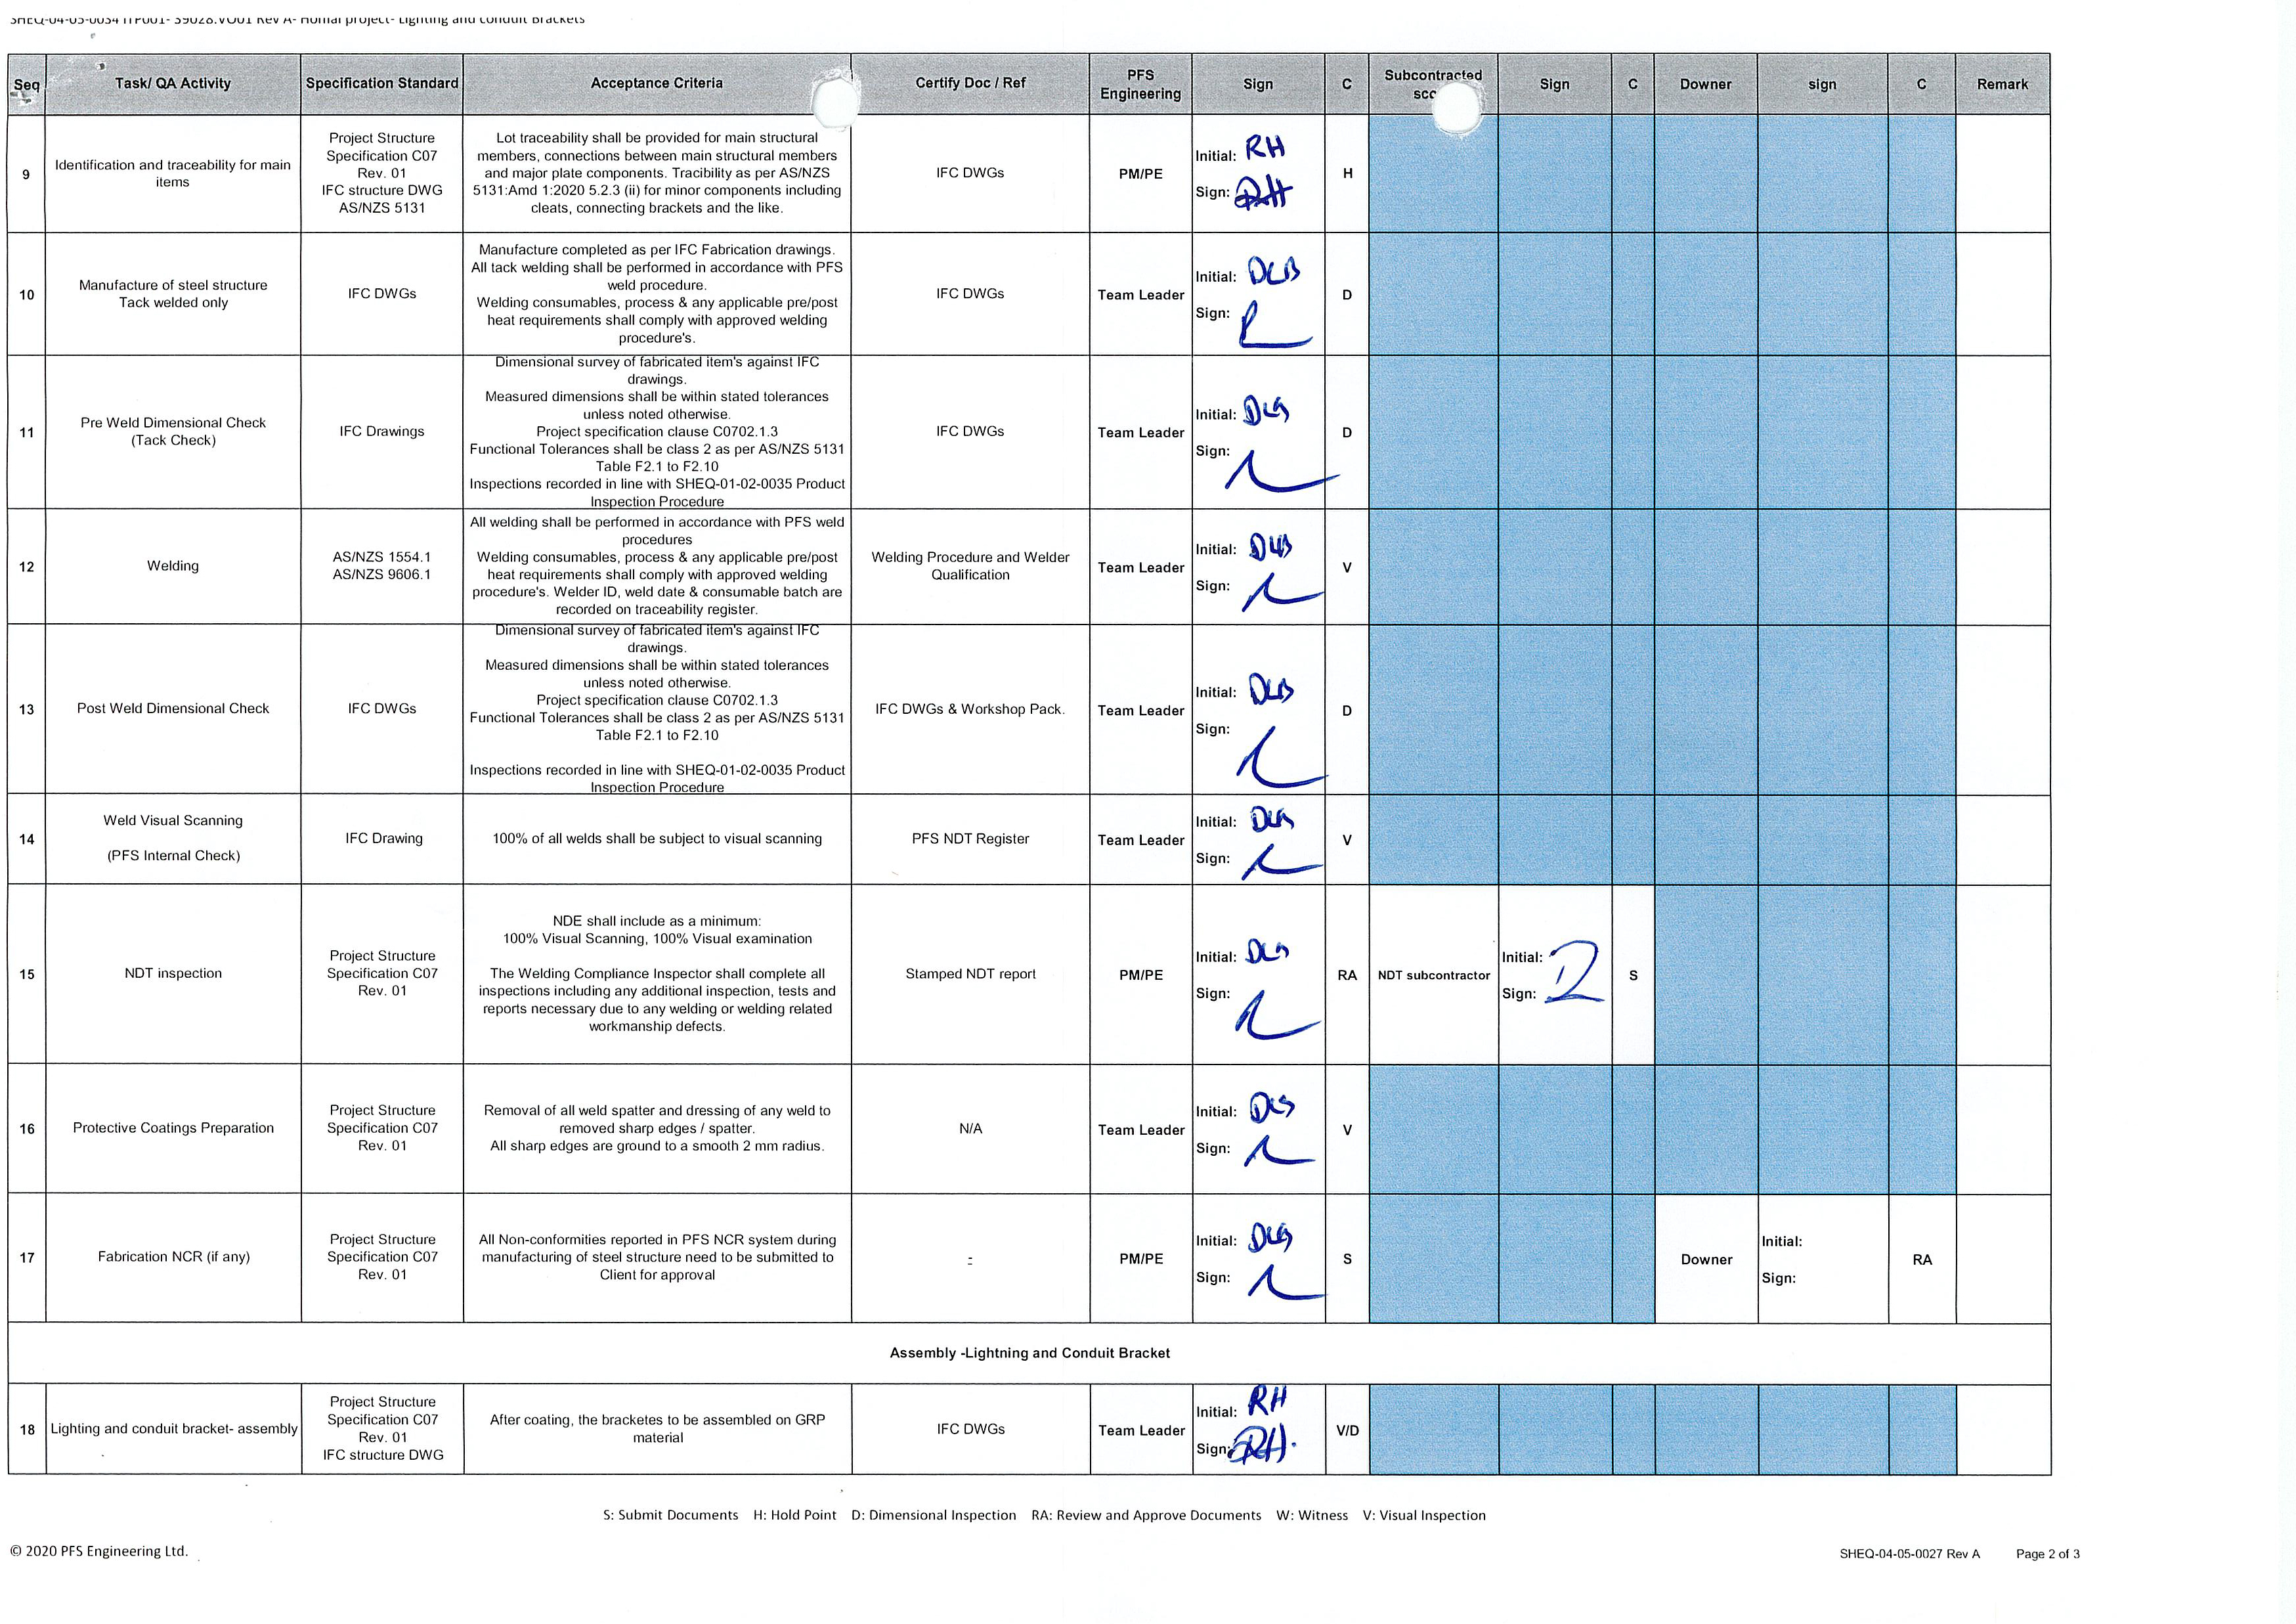 SHEQ-04-05-0034 ITP001- 39028.VO01 Rev A- Homai project- Lighting and Conduit Brackets
Seq
Task/ QA Activity
Specification Standard
Acceptance Criteria
Certify Doc / Ref
PFS
Engineering
Sign
C
Subcontracted
Sign
C
Downer
sign
C
Remark
9
Identification and traceability for main
items
Project Structure
Specification C07
Rev. 01
IFC structure DWG
AS/NZS 5131
Lot traceability shall be provided for main structural
members, connections between main structural members
and major plate components. Tracibility as per AS/NZS
5131:Amd 1:2020 5.2.3 (ii) for minor components including
cleats, connecting brackets and the like.
IFC DWGs
PM/PE
Initial: RH
Sign: RH
H
10
Manufacture of steel structure
Tack welded only
IFC DWGs
Manufacture completed as per IFC Fabrication drawings.
All tack welding shall be performed in accordance with PFS
weld procedure.
Welding consumables, process & any applicable pre/post
heat requirements shall comply with approved welding
procedure's.
IFC DWGs
Team Leader
Initial: DLB
Sign:
D
11
Pre Weld Dimensional Check
(Tack Check)
IFC Drawings
Dimensional survey of fabricated item's against IFC
drawings.
Measured dimensions shall be within stated tolerances
unless noted otherwise.
Project specification clause C0702.1.3
Functional Tolerances shall be class 2 as per AS/NZS 5131
Table F2.1 to F2.10
Inspections recorded in line with SHEQ-01-02-0035 Product
Inspection Procedure
IFC DWGs
Team Leader
Initial: DLB
Sign:
D
12
Welding
AS/NZS 1554.1
AS/NZS 9606.1
All welding shall be performed in accordance with PFS weld
procedures
Welding consumables, process & any applicable pre/post
heat requirements shall comply with approved welding
procedure's. Welder ID, weld date & consumable batch are
recorded on traceability register.
Welding Procedure and Welder
Qualification
Team Leader
Initial: DLB
Sign:
V
13
Post Weld Dimensional Check
IFC DWGs
Dimensional survey of fabricated item's against IFC
drawings.
Measured dimensions shall be within stated tolerances
unless noted otherwise.
Project specification clause C0702.1.3
Functional Tolerances shall be class 2 as per AS/NZS 5131
Table F2.1 to F2.10
Inspections recorded in line with SHEQ-01-02-0035 Product
Inspection Procedure
IFC DWGs & Workshop Pack.
Team Leader
Initial: DLB
Sign:
D
14
Weld Visual Scanning
(PFS Internal Check)
IFC Drawing
100% of all welds shall be subject to visual scanning
PFS NDT Register
Team Leader
Initial: DLB
Sign:
V
15
NDT inspection
Project Structure
Specification C07
Rev. 01
NDE shall include as a minimum:
100% Visual Scanning, 100% Visual examination
The Welding Compliance Inspector shall complete all
inspections including any additional inspection, tests and
reports necessary due to any welding or welding related
workmanship defects.
Stamped NDT report
PM/PE
Initial: DLB
Sign:
RA
NDT subcontractor
Initial:
Sign:
S
16
Protective Coatings Preparation
Project Structure
Specification C07
Rev. 01
Removal of all weld spatter and dressing of any weld to
removed sharp edges / spatter.
All sharp edges are ground to a smooth 2 mm radius.
N/A
Team Leader
Initial: DLB
Sign:
V
17
Fabrication NCR (if any)
Project Structure
Specification C07
Rev. 01
All Non-conformities reported in PFS NCR system during
manufacturing of steel structure need to be submitted to
Client for approval
-
PM/PE
Initial: DLB
Sign:
S
Downer
Initial:
Sign:
RA
Assembly -Lightning and Conduit Bracket
18
Lighting and conduit bracket- assembly
Project Structure
Specification C07
Rev. 01
IFC structure DWG
After coating, the bracketes to be assembled on GRP
material
IFC DWGs
Team Leader
Initial: RH
Sign: RH.
V/D
S: Submit Documents H: Hold Point D: Dimensional Inspection RA: Review and Approve Documents W: Witness V: Visual Inspection
© 2020 PFS Engineering Ltd.
SHEQ-04-05-0027 Rev A Page 2 of 3